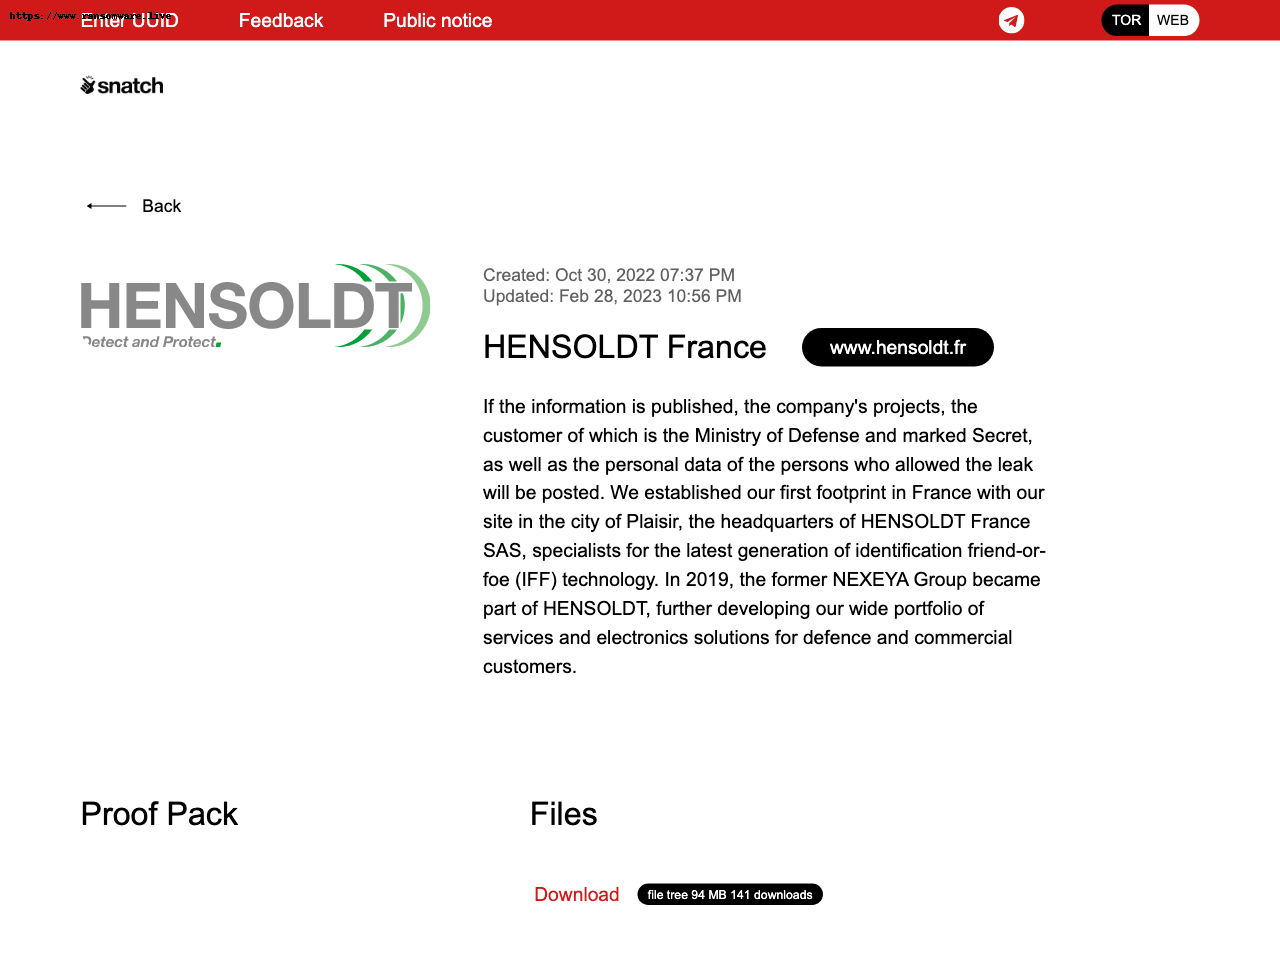 https://www.ransomware.live
Enter UUID
Feedback
Public notice
TOR
WEB
snatch
Back
HENSOLDT
Detect and Protect.
Created: Oct 30, 2022 07:37 PM
Updated: Feb 28, 2023 10:56 PM
HENSOLDT France
www.hensoldt.fr
If the information is published, the company's projects, the
customer of which is the Ministry of Defense and marked Secret,
as well as the personal data of the persons who allowed the leak
will be posted. We established our first footprint in France with our
site in the city of Plaisir, the headquarters of HENSOLDT France
SAS, specialists for the latest generation of identification friend-or-
foe (IFF) technology. In 2019, the former NEXEYA Group became
part of HENSOLDT, further developing our wide portfolio of
services and electronics solutions for defence and commercial
customers.
Proof Pack
Files
Download
file tree 94 MB 141 downloads